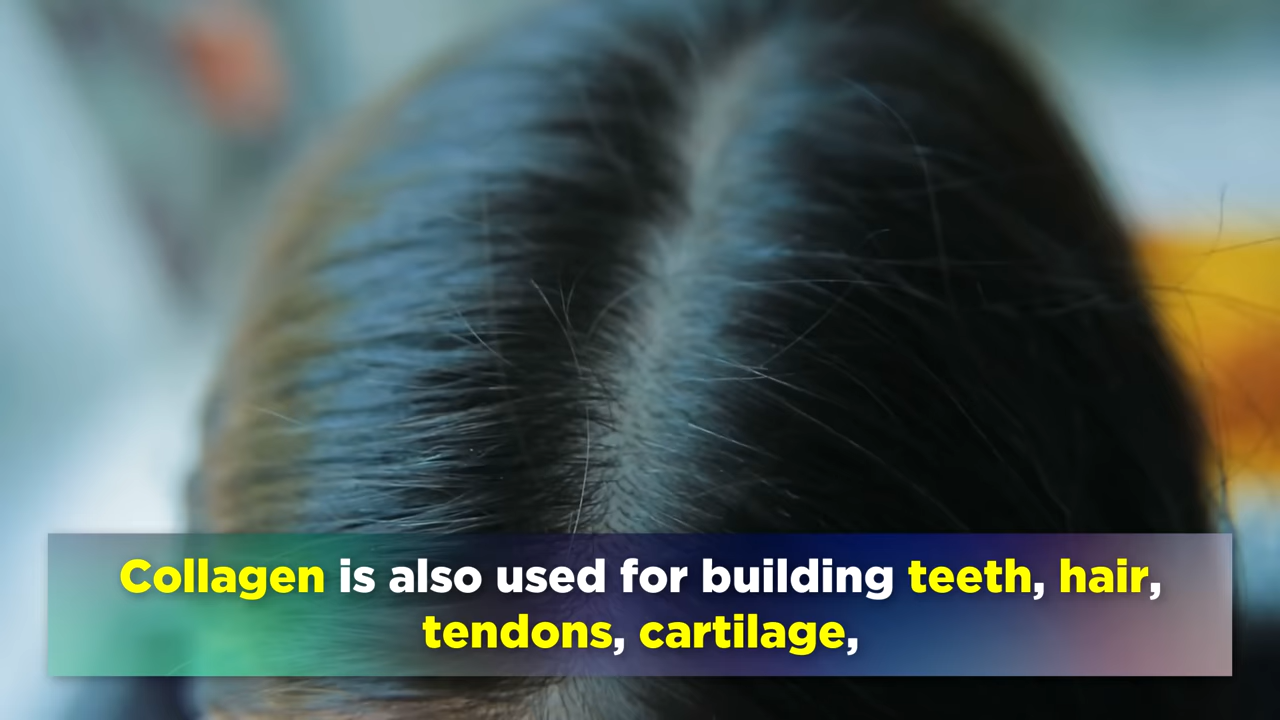 Collagen is also used for building teeth, hair,
tendons, cartilage,